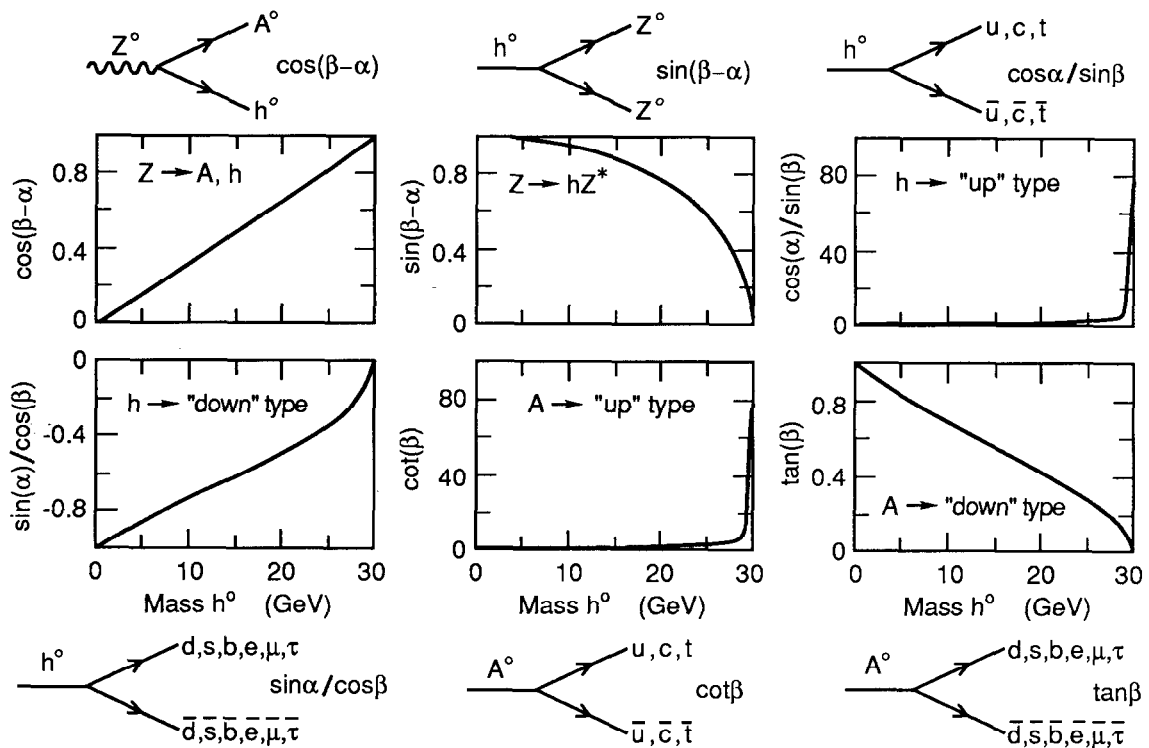 Z° A° h° cos(β–α)
h° Z° Z° sin(β–α)
h° u, c, t u̅, c̅, t̅ cosα/sinβ
cos(β–α)
0.8
0.4
0
Z → A, h
sin(β–α)
0.8
0.4
0
Z → hZ*
cos(α)/sin(β)
80
40
0
h → "up" type
sin(α)/cos(β)
0
-0.4
-0.8
h → "down" type
0 10 20 30
Mass h° (GeV)
cot(β)
80
40
0
A → "up" type
0 10 20 30
Mass h° (GeV)
tan(β)
0.8
0.4
0
A → "down" type
0 10 20 30
Mass h° (GeV)
h° d,s,b,e,μ,τ sinα/cosβ
d̅,s̅,b̅,e̅,μ̅,τ̅
A° u, c, t cotβ
u̅, c̅, t̅
A° d,s,b,e,μ,τ tanβ
d̅,s̅,b̅,e̅,μ̅,τ̅